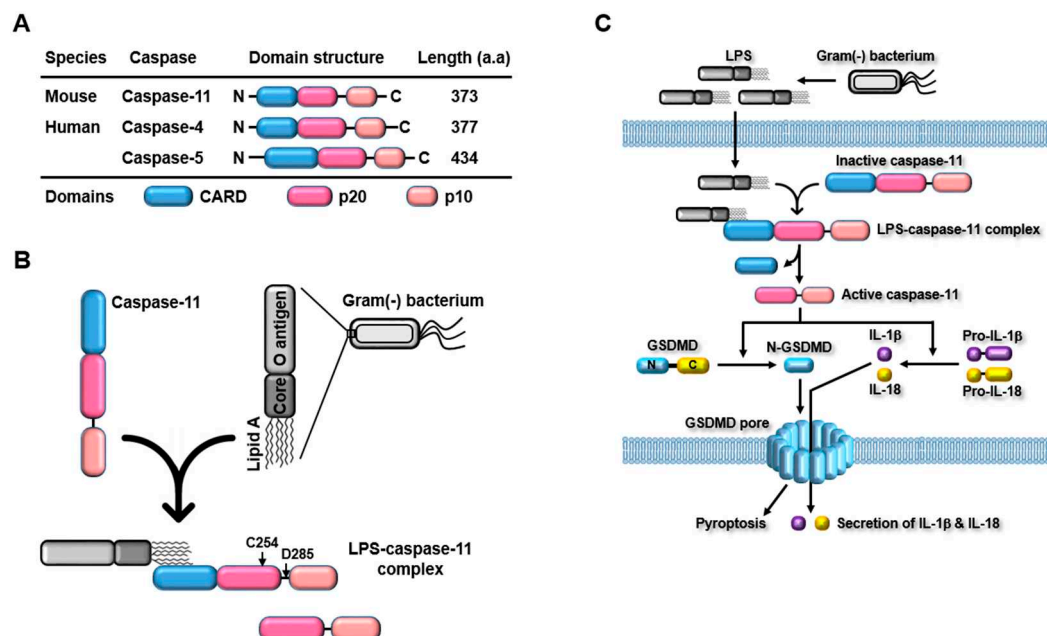 A
Species Caspase Domain structure Length (a.a)
Mouse Caspase-11 N C 373
Human Caspase-4 N C 377
Caspase-5 N C 434
Domains CARD p20 p10
B
Caspase-11
O antigen
Core
Lipid A
Gram(-) bacterium
C254
D285
LPS-caspase-11
complex
C
LPS
Gram(-) bacterium
Inactive caspase-11
LPS-caspase-11 complex
Active caspase-11
GSDMD
N C
N-GSDMD
IL-1β
IL-18
Pro-IL-1β
Pro-IL-18
GSDMD pore
Pyroptosis
Secretion of IL-1β & IL-18